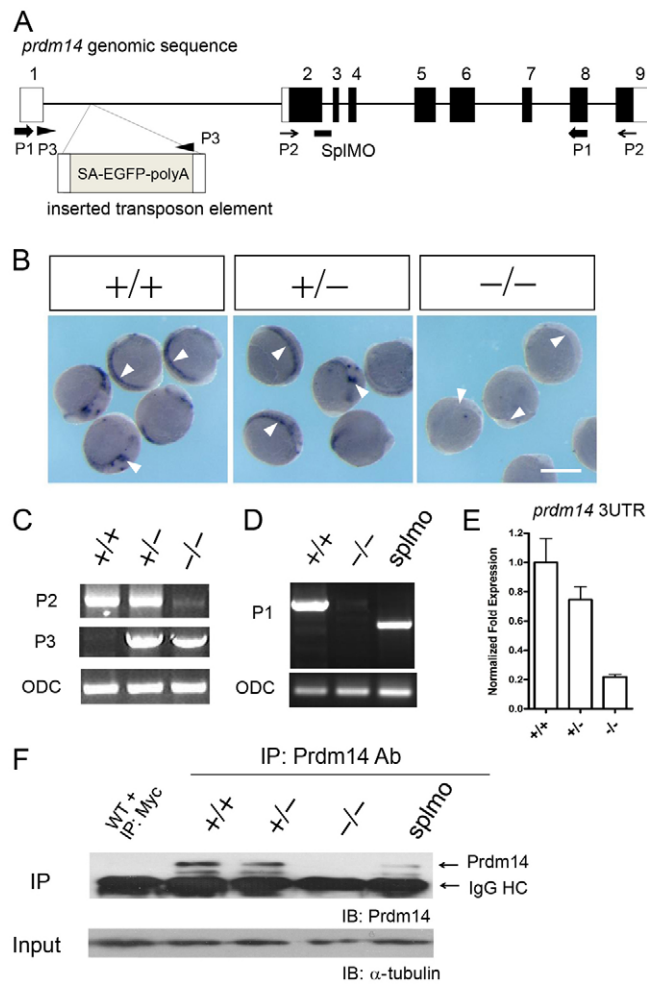 A
prdm14 genomic sequence
1 2 3 4 5 6 7 8 9
P1 P3 P3 P2 SplMO P1 P2
SA-EGFP-polyA
inserted transposon element
B
+/+ +/− −/−
C
+/+ +/− −/−
P2
P3
ODC
D
+/+ −/− splmo
P1
ODC
E
prdm14 3UTR
Normalized Fold Expression
1.2
1.0
0.8
0.6
0.4
0.2
0.0
+/+ +/- -/-
F
IP: Prdm14 Ab
WT +
IP: Myc
+/+ +/− −/− splmo
IP
Prdm14
IgG HC
IB: Prdm14
Input
IB: α-tubulin